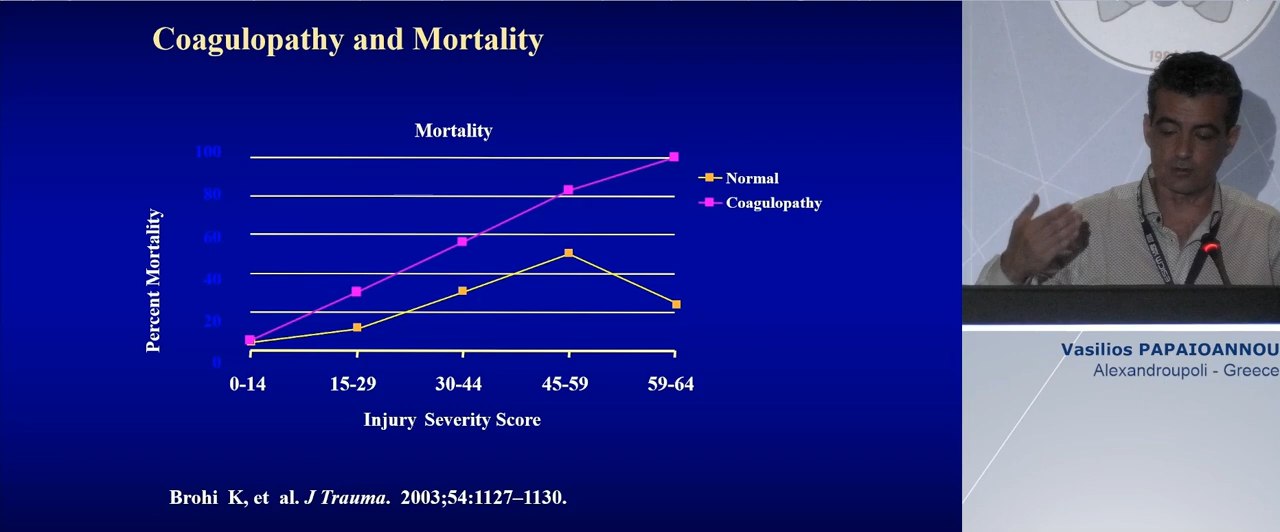 Coagulopathy and Mortality
Mortality
100
80
60
40
20
0
Percent Mortality
Normal
Coagulopathy
0-14
15-29
30-44
45-59
59-64
Injury Severity Score
Brohi K, et al. J Trauma. 2003;54:1127–1130.
Vasilios PAPAIOANNOU
Alexandroupoli - Greece